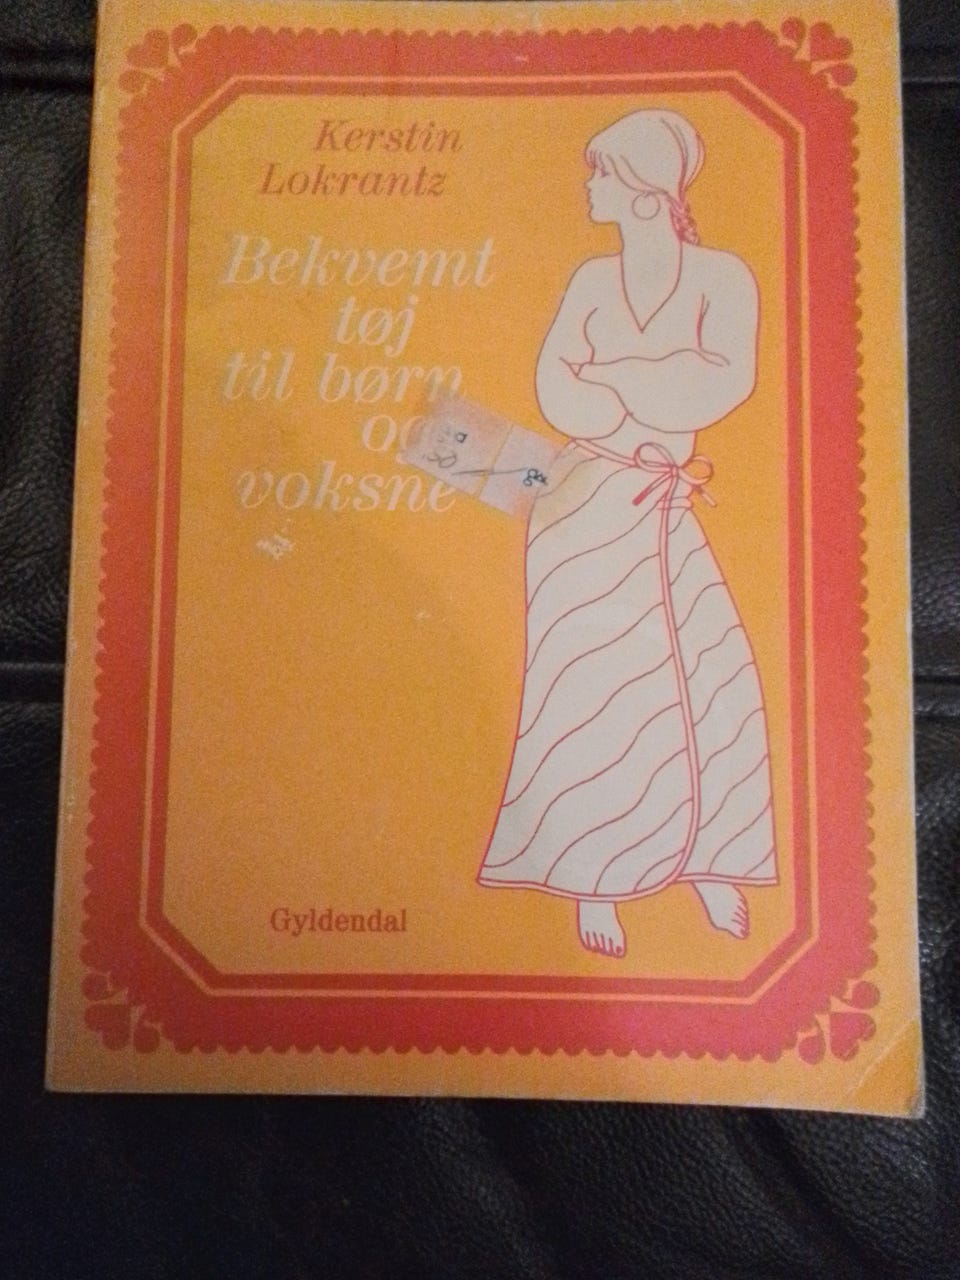 Kerstin
Lokrantz
Bekvemt
tøj
til børn
og
voksne
Gyldendal